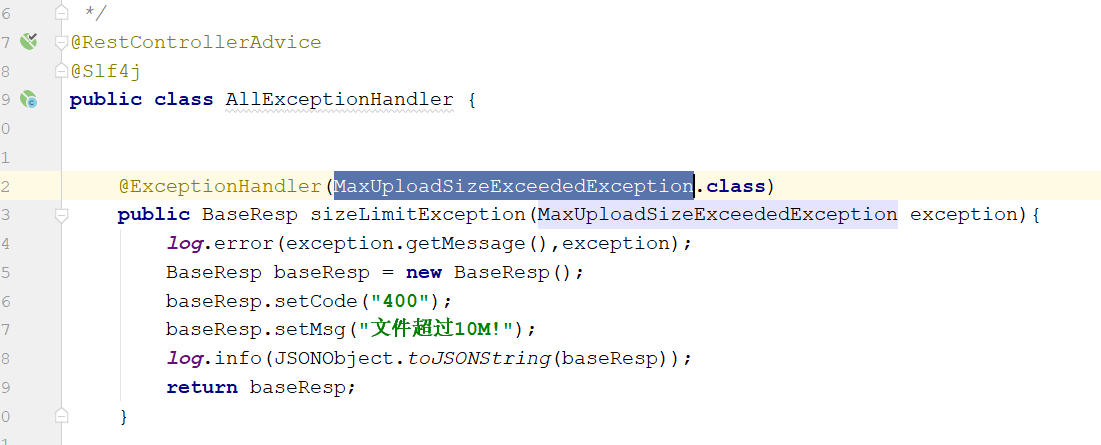 6 */
7 @RestControllerAdvice
8 @Slf4j
9 public class AllExceptionHandler {
0
1
2 @ExceptionHandler(MaxUploadSizeExceededException.class)
3 public BaseResp sizeLimitException(MaxUploadSizeExceededException exception){
4 log.error(exception.getMessage(),exception);
5 BaseResp baseResp = new BaseResp();
6 baseResp.setCode("400");
7 baseResp.setMsg("文件超过10M!");
8 log.info(JSONObject.toJSONString(baseResp));
9 return baseResp;
0 }